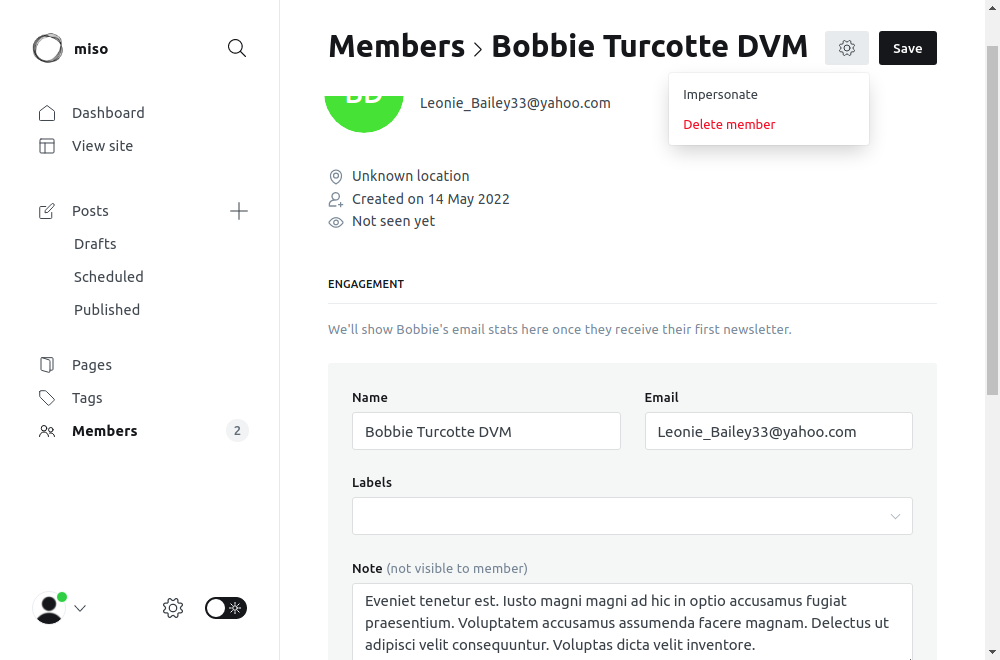 miso
Dashboard
View site
Posts
Drafts
Scheduled
Published
Pages
Tags
Members 2
Members > Bobbie Turcotte DVM
Save
Impersonate
Delete member
BD
Leonie_Bailey33@yahoo.com
Unknown location
Created on 14 May 2022
Not seen yet
ENGAGEMENT
We'll show Bobbie's email stats here once they receive their first newsletter.
Name
Bobbie Turcotte DVM
Email
Leonie_Bailey33@yahoo.com
Labels
Note (not visible to member)
Eveniet tenetur est. Iusto magni magni ad hic in optio accusamus fugiat
praesentium. Voluptatem accusamus assumenda facere magnam. Delectus ut
adipisci velit consequuntur. Voluptas dicta velit inventore.